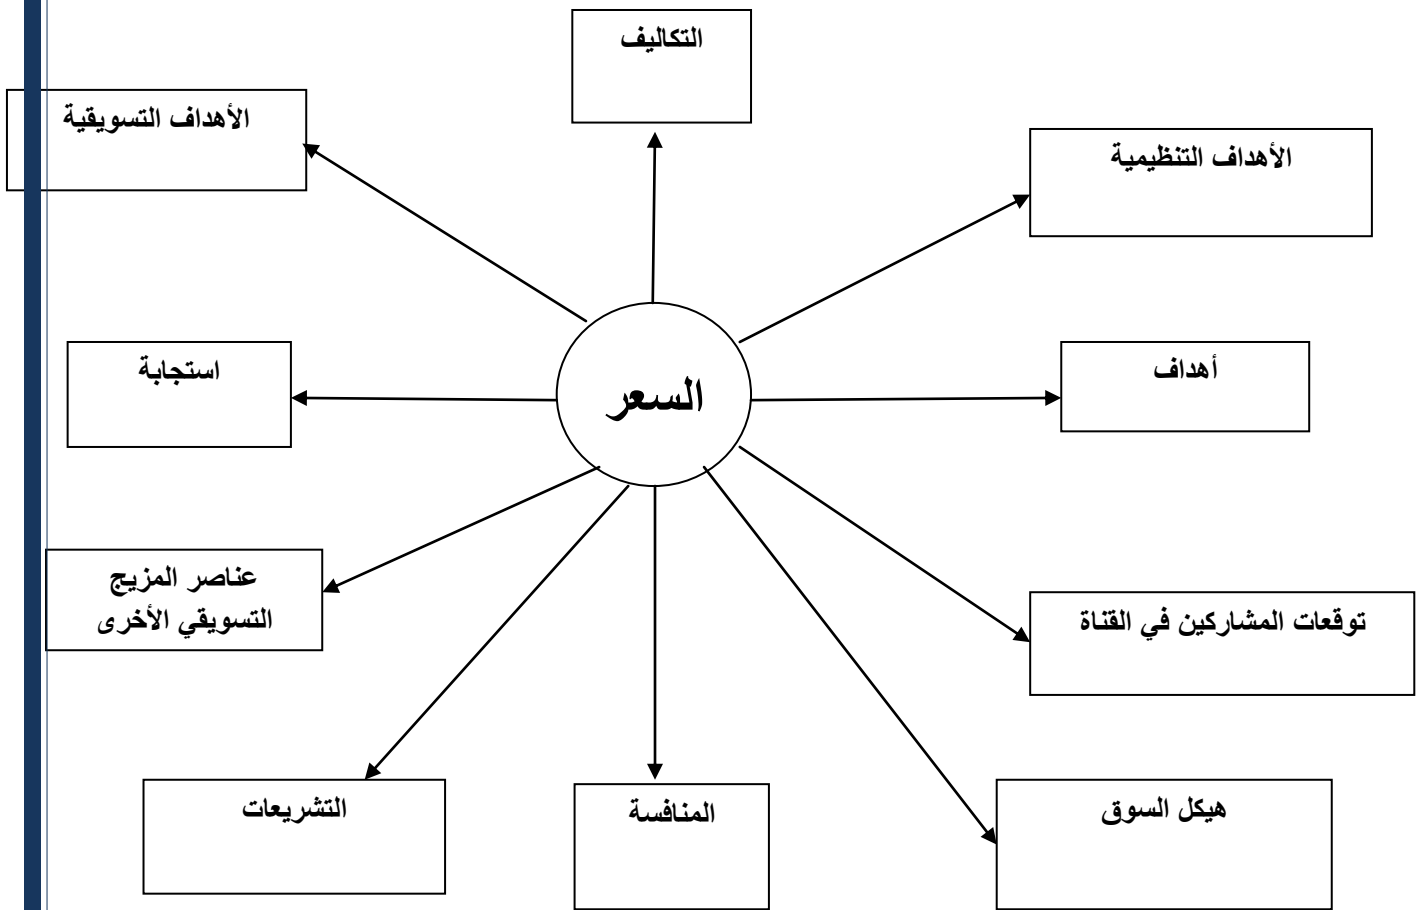 التكاليف
الأهداف التسويقية
الأهداف التنظيمية
استجابة
السعر
أهداف
عناصر المزيج
التسويقي الأخرى
توقعات المشاركين في القناة
التشريعات
المنافسة
هيكل السوق